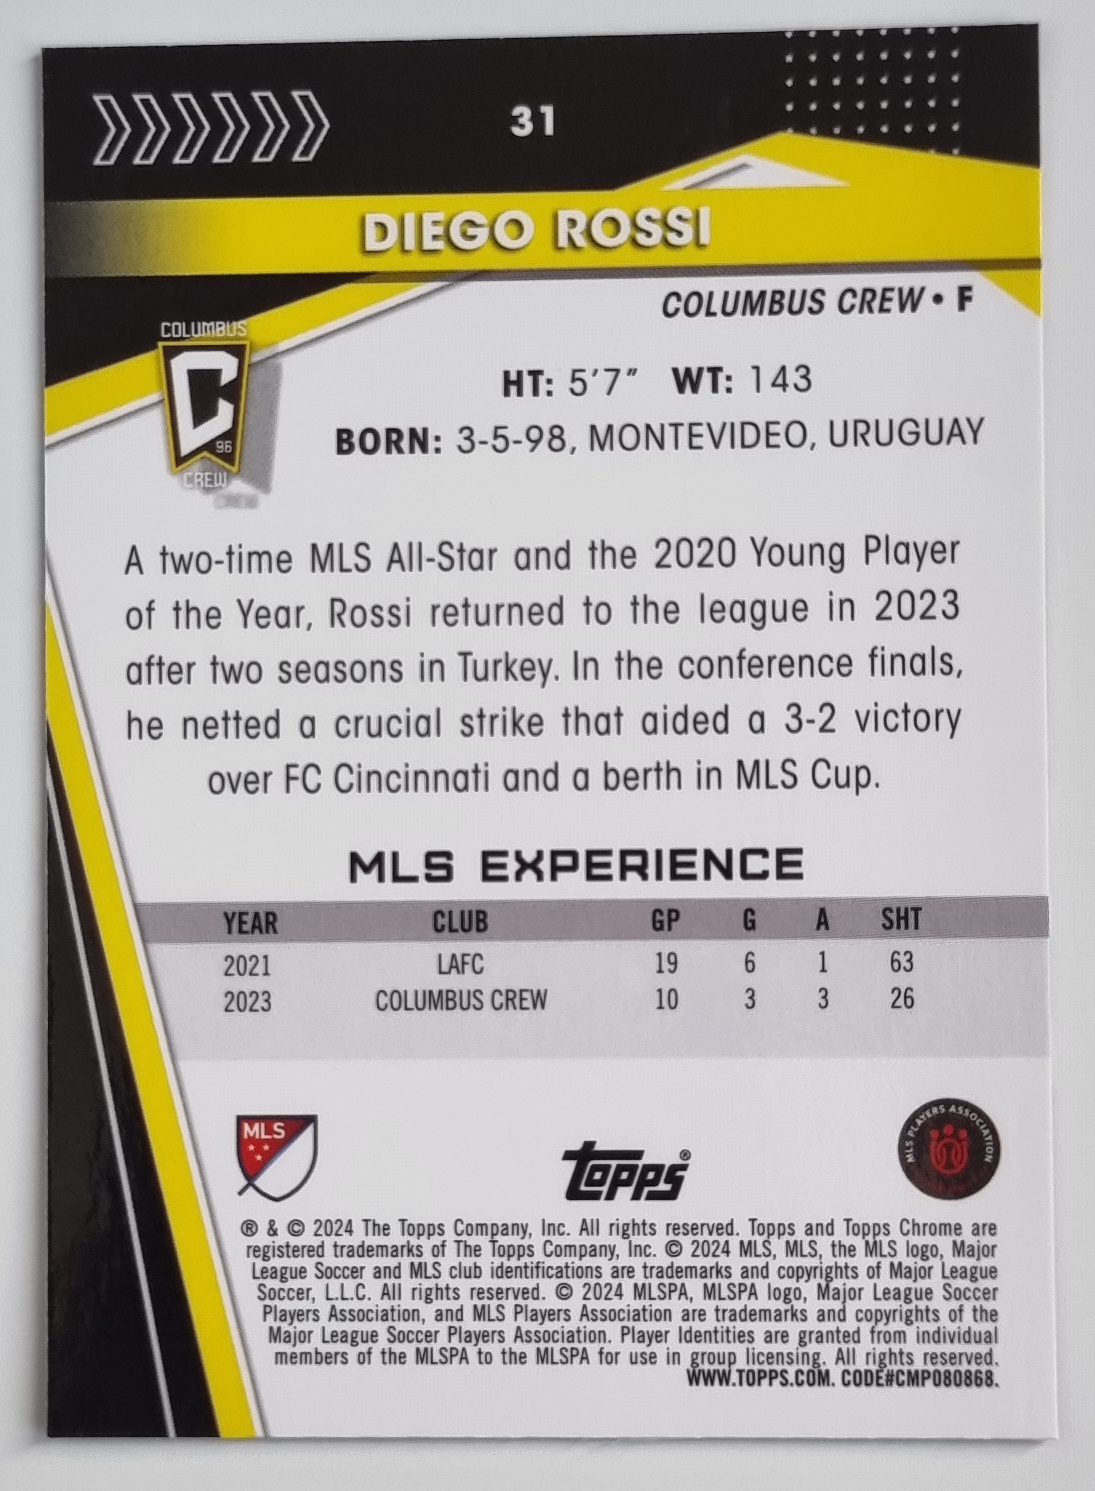 31
DIEGO ROSSI
COLUMBUS CREW • F
COLUMBUS
C
96
CREW
HT: 5'7" WT: 143
BORN: 3-5-98, MONTEVIDEO, URUGUAY
A two-time MLS All-Star and the 2020 Young Player
of the Year, Rossi returned to the league in 2023
after two seasons in Turkey. In the conference finals,
he netted a crucial strike that aided a 3-2 victory
over FC Cincinnati and a berth in MLS Cup.
MLS EXPERIENCE
YEAR CLUB GP G A SHT
2021 LAFC 19 6 1 63
2023 COLUMBUS CREW 10 3 3 26
MLS
topps®
MLS PLAYERS ASSOCIATION
® & © 2024 The Topps Company, Inc. All rights reserved. Topps and Topps Chrome are
registered trademarks of The Topps Company, Inc. © 2024 MLS, MLS, the MLS logo, Major
League Soccer and MLS club identifications are trademarks and copyrights of Major League
Soccer, L.L.C. All rights reserved. © 2024 MLSPA, MLSPA logo, Major League Soccer
Players Association, and MLS Players Association are trademarks and copyrights of the
Major League Soccer Players Association. Player Identities are granted from individual
members of the MLSPA to the MLSPA for use in group licensing. All rights reserved.
WWW.TOPPS.COM. CODE#CMP080868.